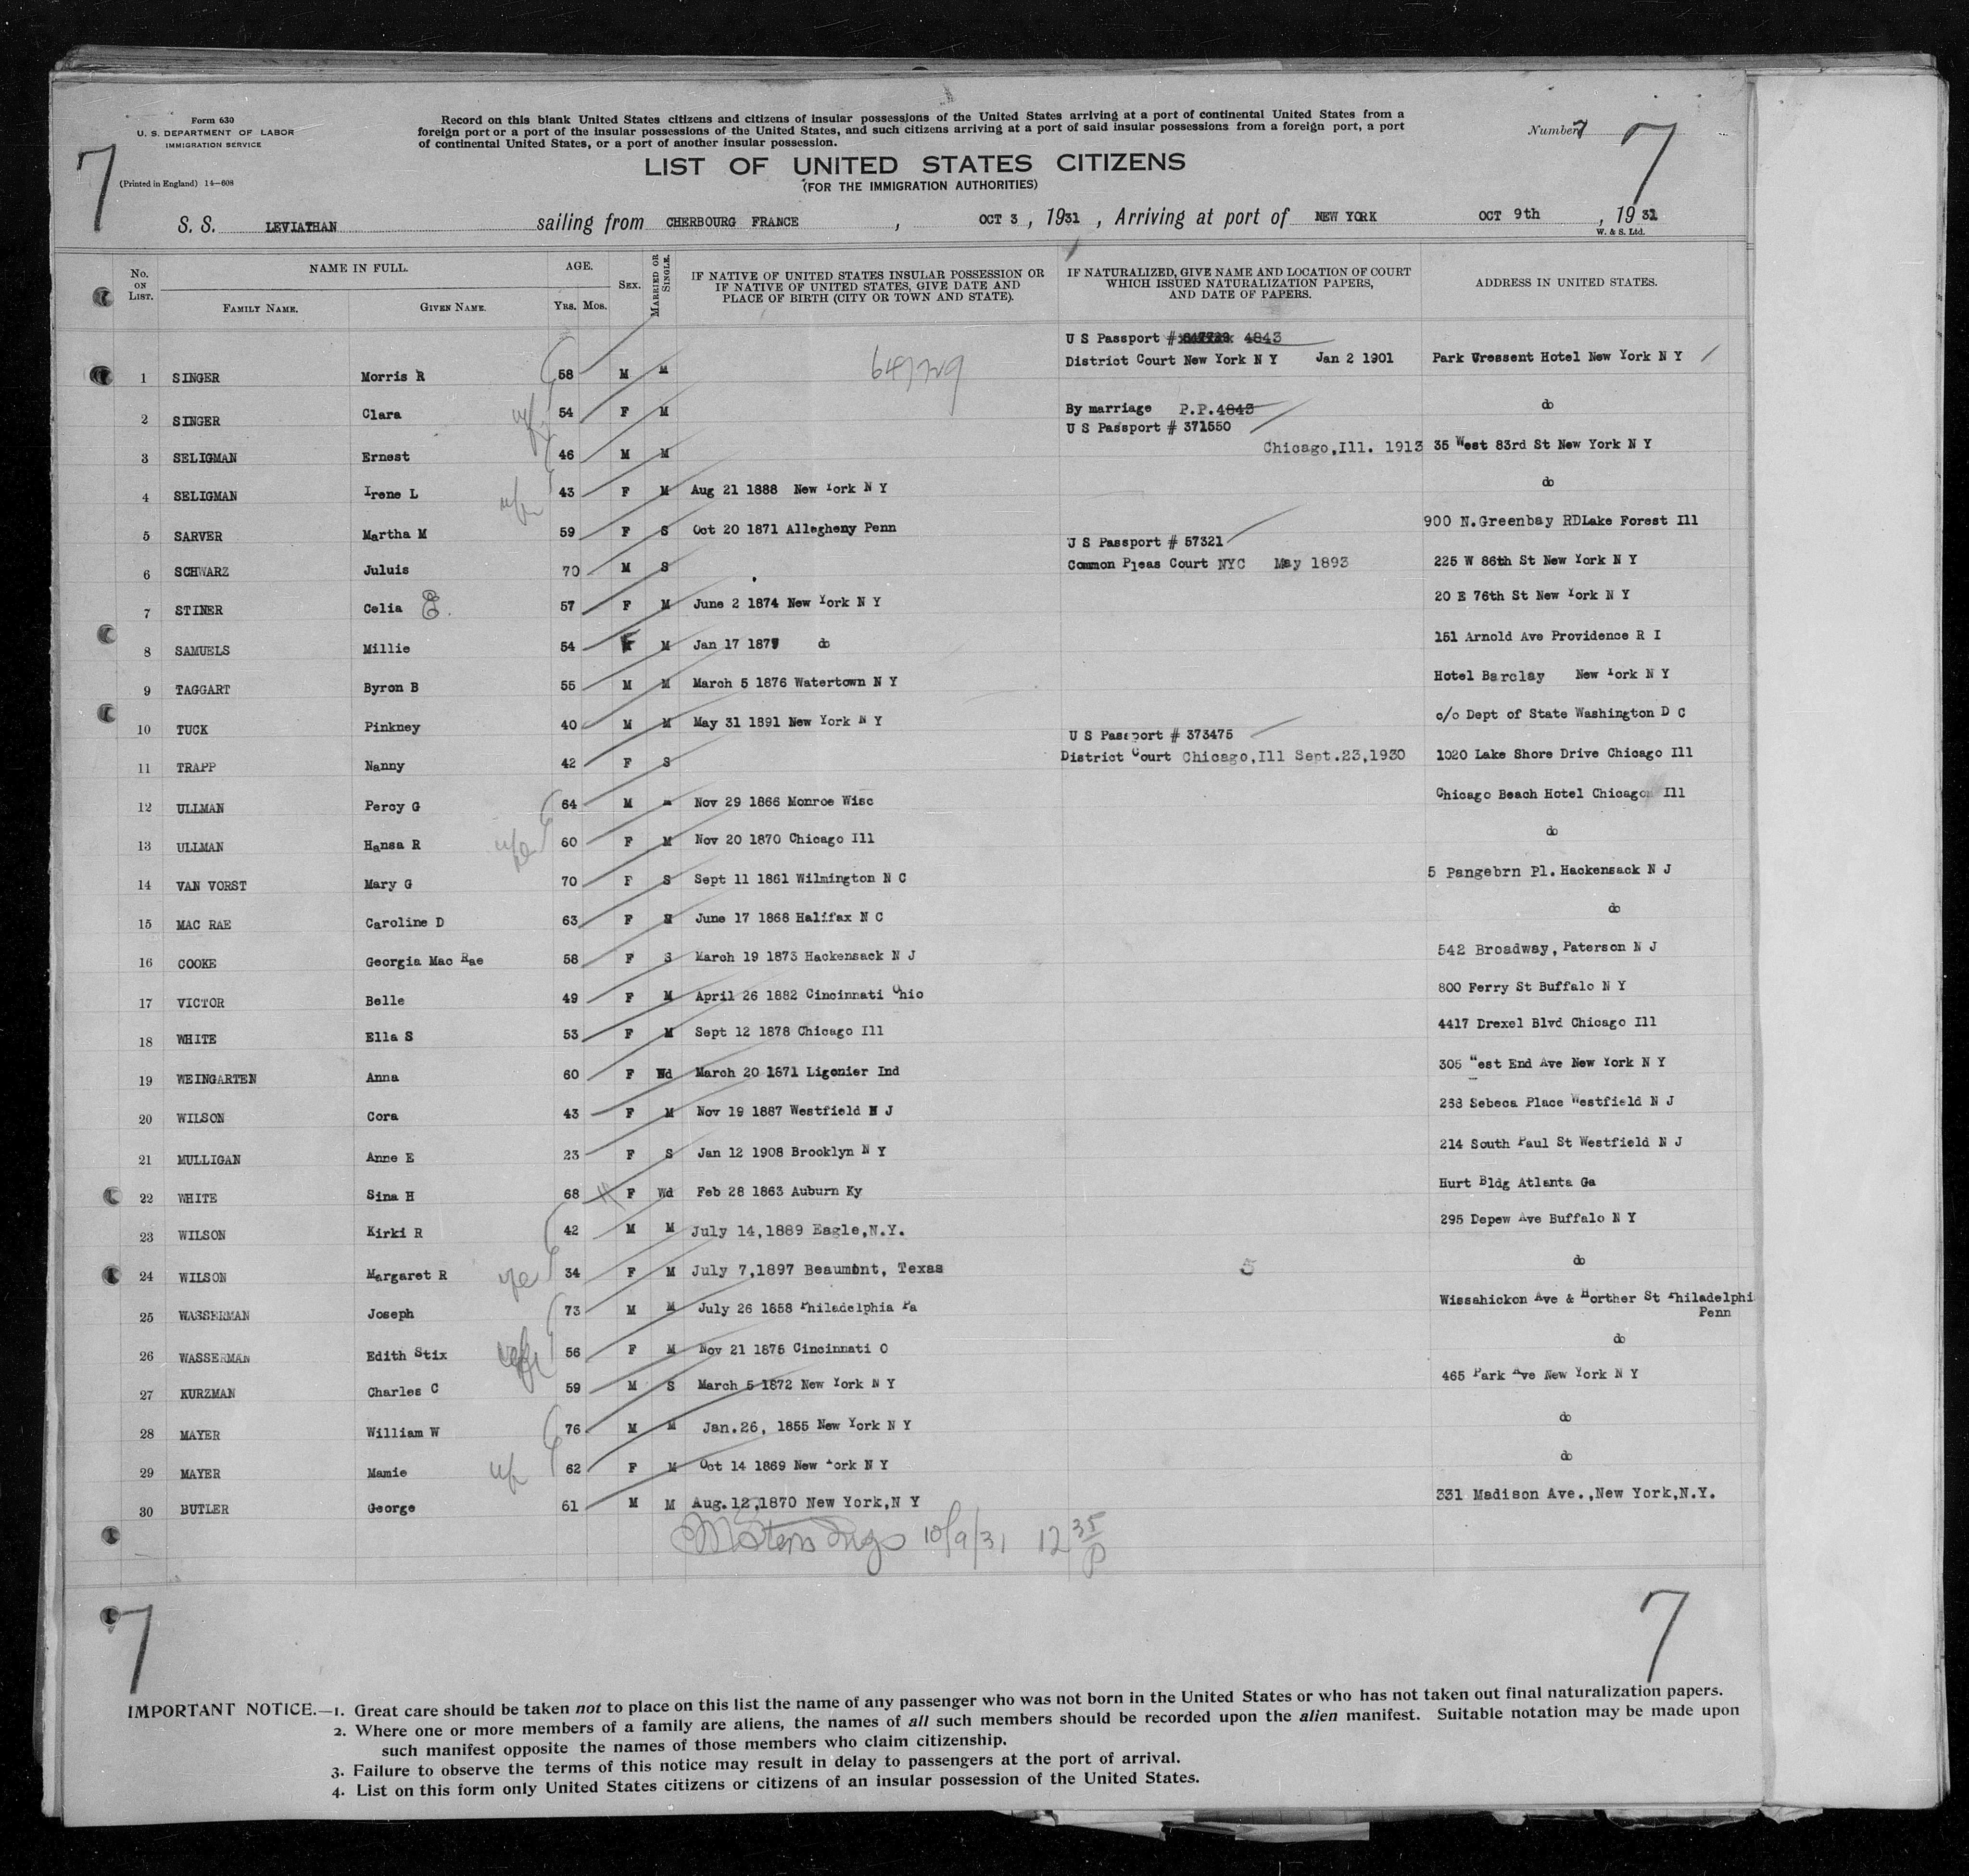 Form 630
U. S. DEPARTMENT OF LABOR
IMMIGRATION SERVICE
(Printed in England) 14—608
7
Record on this blank United States citizens and citizens of insular possessions of the United States arriving at a port of continental United States from a
foreign port or a port of the insular possessions of the United States, and such citizens arriving at a port of said insular possessions from a foreign port, a port
of continental United States, or a port of another insular possession.
Number 7
7
LIST OF UNITED STATES CITIZENS
(FOR THE IMMIGRATION AUTHORITIES)
S. S. LEVIATHAN sailing from CHERBOURG FRANCE , OCT 3 , 1931 , Arriving at port of NEW YORK OCT 9th , 19 31
W. & S. Ltd.
No. ON LIST. NAME IN FULL. FAMILY NAME. GIVEN NAME. AGE. YRS. MOS. SEX. MARRIED OR SINGLE. IF NATIVE OF UNITED STATES INSULAR POSSESSION OR IF NATIVE OF UNITED STATES, GIVE DATE AND PLACE OF BIRTH (CITY OR TOWN AND STATE). IF NATURALIZED, GIVE NAME AND LOCATION OF COURT WHICH ISSUED NATURALIZATION PAPERS, AND DATE OF PAPERS. ADDRESS IN UNITED STATES.
U S Passport # 4843
1 SINGER Morris R 58 M M District Court New York N Y Jan 2 1901 Park Cressent Hotel New York N Y
2 SINGER Clara 54 F M By marriage P.P.4843 do
U S Passport # 371550
3 SELIGMAN Ernest 46 M M Chicago,Ill. 1913 35 West 83rd St New York N Y
4 SELIGMAN Irene L 43 F M Aug 21 1888 New York N Y do
5 SARVER Martha M 59 F S Oct 20 1871 Allegheny Penn 900 N.Greenbay RDLake Forest Ill
U S Passport # 57321
6 SCHWARZ Juluis 70 M S Common Pleas Court NYC May 1893 225 W 86th St New York N Y
7 STINER Celia E. 57 F M June 2 1874 New York N Y 20 E 76th St New York N Y
8 SAMUELS Millie 54 F M Jan 17 1877 do 151 Arnold Ave Providence R I
9 TAGGART Byron B 55 M M March 5 1876 Watertown N Y Hotel Barclay New York N Y
10 TUCK Pinkney 40 M M May 31 1891 New York N Y c/o Dept of State Washington D C
U S Passport # 373475
11 TRAPP Nanny 42 F S District Court Chicago,Ill Sept.23,1930 1020 Lake Shore Drive Chicago Ill
12 ULLMAN Percy G 64 M Nov 29 1866 Monroe Wisc Chicago Beach Hotel Chicago Ill
13 ULLMAN Hansa R 60 F M Nov 20 1870 Chicago Ill do
14 VAN VORST Mary G 70 F S Sept 11 1861 Wilmington N C 5 Pangebrn Pl. Hackensack N J
15 MAC RAE Caroline D 63 F June 17 1868 Halifax N C do
16 COOKE Georgia Mac Rae 58 F S March 19 1873 Hackensack N J 542 Broadway, Paterson N J
17 VICTOR Belle 49 F M April 26 1882 Cincinnati Ohio 800 Ferry St Buffalo N Y
18 WHITE Ella S 53 F M Sept 12 1878 Chicago Ill 4417 Drexel Blvd Chicago Ill
19 WEINGARTEN Anna 60 F Wd March 20 1871 Ligonier Ind 305 West End Ave New York N Y
20 WILSON Cora 43 F M Nov 19 1887 Westfield N J Seneca Place Westfield N J
21 MULLIGAN Anne E 23 F S Jan 12 1908 Brooklyn N Y 214 South Paul St Westfield N J
22 WHITE Sina H 68 F Wd Feb 28 1863 Auburn Ky Hurt Bldg Atlanta Ga
23 WILSON Kirki R 42 M M July 14,1889 Eagle,N.Y. 295 Depew Ave Buffalo N Y
24 WILSON Margaret R 34 F M July 7,1897 Beaumont, Texas 5 do
25 WASSERMAN Joseph 73 M M July 26 1858 Philadelphia Pa Wissahickon Ave & Horther St Philadelphi
Penn
26 WASSERMAN Edith Stix 56 F M Nov 21 1875 Cincinnati O do
27 KURZMAN Charles C 59 M S March 5 1872 New York N Y 465 Park Ave New York N Y
28 MAYER William W 76 M M Jan.26, 1855 New York N Y do
29 MAYER Mamie 62 F M Oct 14 1869 New York N Y do
30 BUTLER George 61 M M Aug.12,1870 New York,N Y 331 Madison Ave.,New York,N.Y.
10/9/31 12 35 P
7
7
IMPORTANT NOTICE.—1. Great care should be taken not to place on this list the name of any passenger who was not born in the United States or who has not taken out final naturalization papers.
2. Where one or more members of a family are aliens, the names of all such members should be recorded upon the alien manifest. Suitable notation may be made upon
such manifest opposite the names of those members who claim citizenship.
3. Failure to observe the terms of this notice may result in delay to passengers at the port of arrival.
4. List on this form only United States citizens or citizens of an insular possession of the United States.